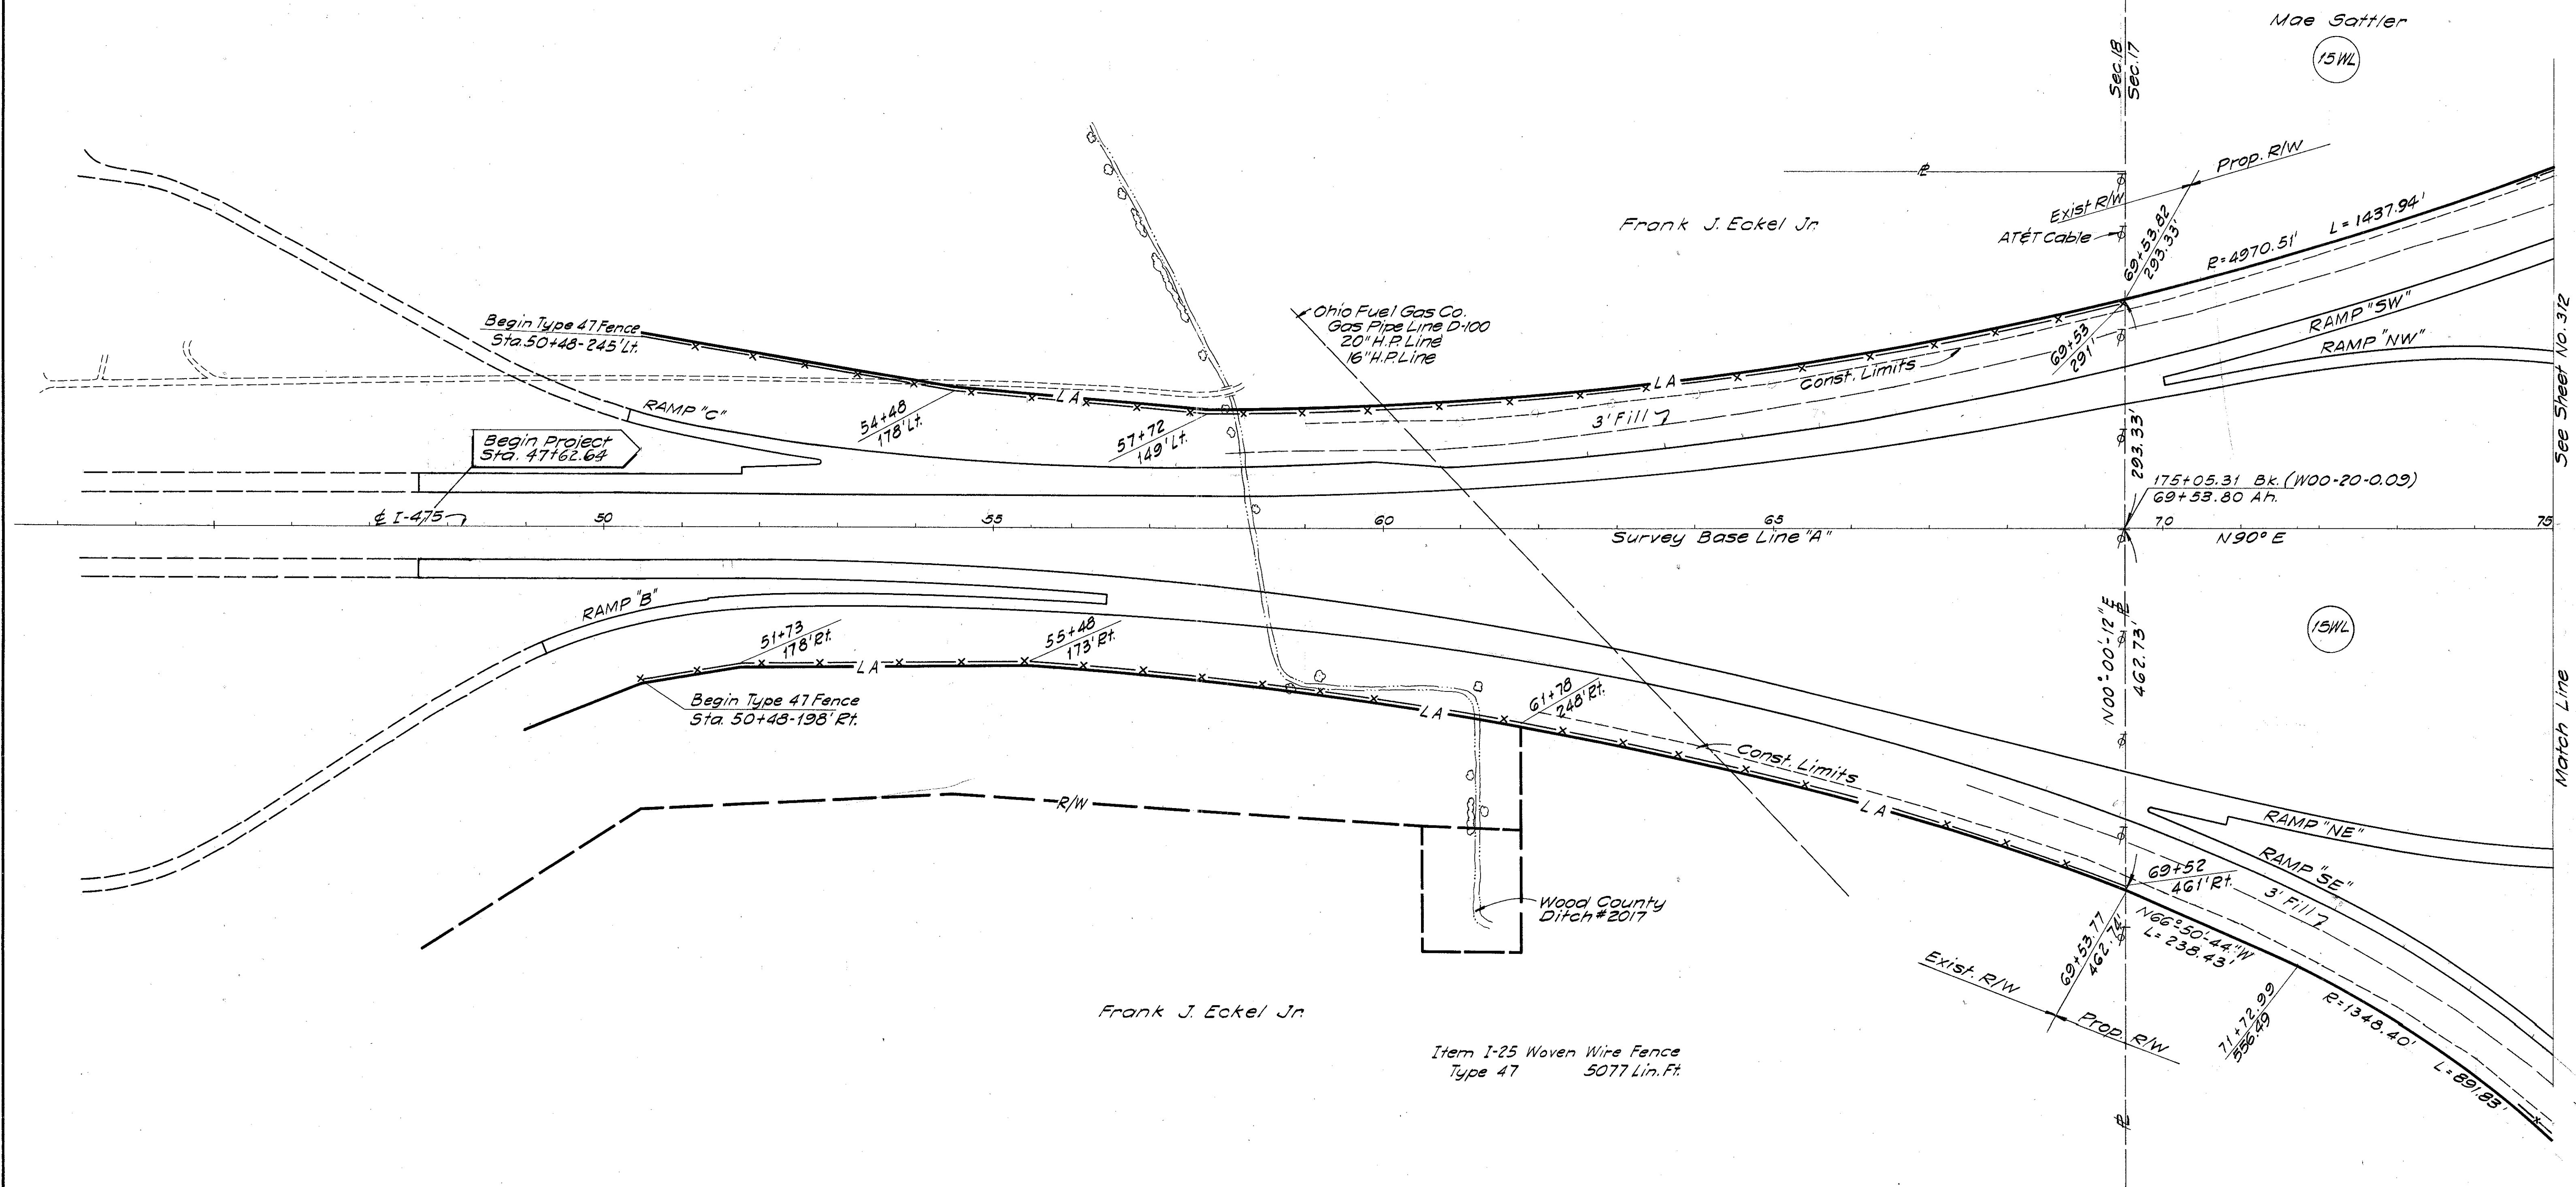 Mae Sattler
15WL
Sec. 18
Sec. 17
Prop. R/W
Exist R/W
Frank J. Eckel Jr.
AT&T Cable
69+53.82
293.33'
R=4970.51'
L=1437.94'
Begin Type 47 Fence
Sta. 50+48-245' Lt.
Ohio Fuel Gas Co.
Gas Pipe Line D-100
20" H.P. Line
16" H.P. Line
RAMP "SW"
RAMP "NW"
69+53
291'
Const. Limits
LA
LA
3' Fill
RAMP "C"
54+48
178' Lt.
57+72
149' Lt.
Begin Project
Sta. 47+62.64
293.33'
175+05.31 Bk. (W00-20-0.09)
69+53.80 Ah.
See Sheet No. 312
Match Line
℄ I-475
50
55
60
65
70
75
Survey Base Line "A"
N90° E
RAMP "B"
51+73
178' Rt.
55+48
173' Rt.
LA
N00°-00'-12" E
462.73'
15WL
Begin Type 47 Fence
Sta. 50+48-198' Rt.
61+78
248' Rt.
LA
Const. Limits
LA
R/W
RAMP "NE"
RAMP "SE"
69+52
461' Rt.
3' Fill
Wood County
Ditch #2017
N66°-50'-44" W
L=238.43'
69+53.77
462.74'
Exist. R/W
Prop. R/W
71+72.99
556.49
R=1348.40'
L=891.83'
Frank J. Eckel Jr.
Item I-25 Woven Wire Fence
Type 47 5077 Lin. Ft.